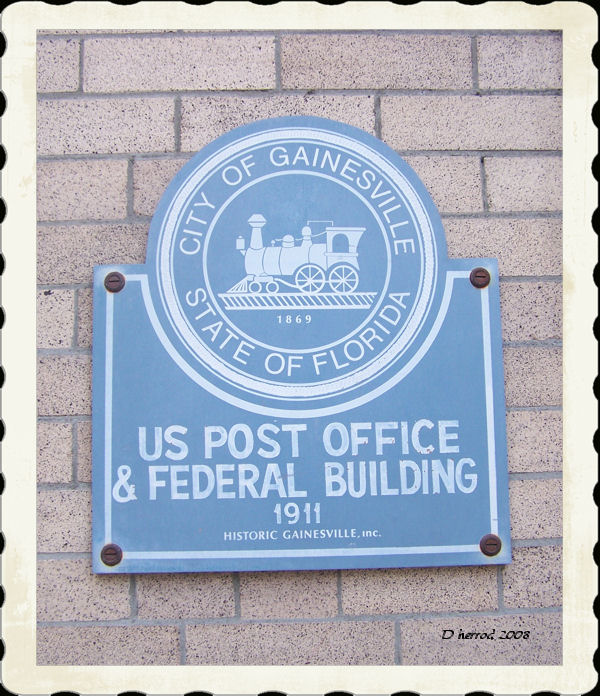 CITY OF GAINESVILLE
1869
STATE OF FLORIDA
US POST OFFICE
& FEDERAL BUILDING
1911
HISTORIC GAINESVILLE, inc.
D herrod, 2008